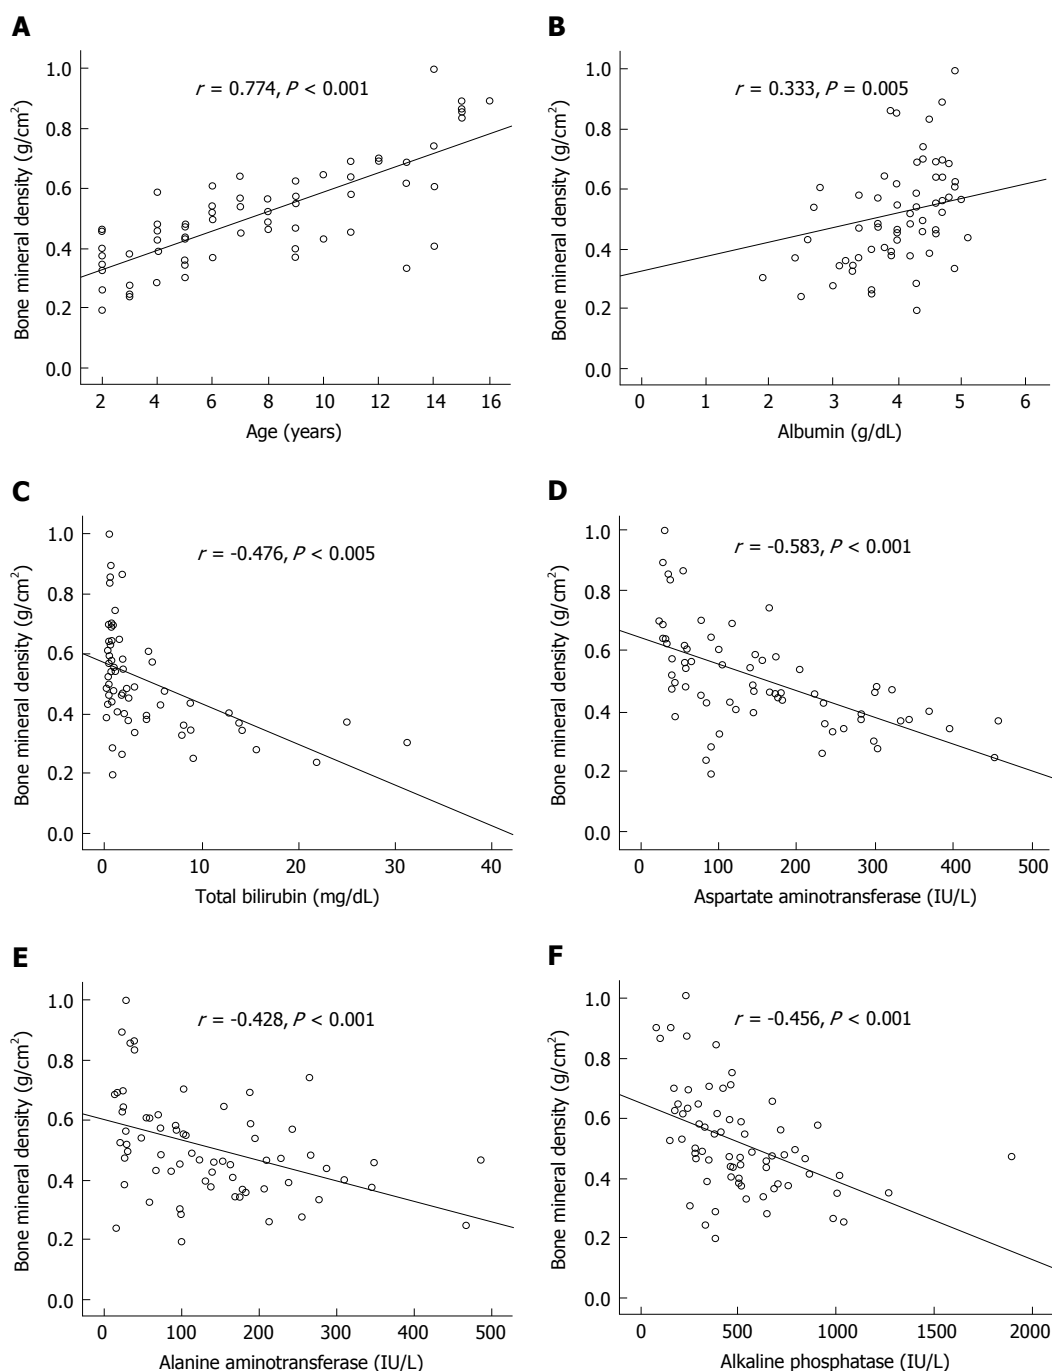 A
r = 0.774, P < 0.001
Bone mineral density (g/cm²)
1.0
0.8
0.6
0.4
0.2
0.0
2 4 6 8 10 12 14 16
Age (years)
B
r = 0.333, P = 0.005
Bone mineral density (g/cm²)
1.0
0.8
0.6
0.4
0.2
0.0
0 1 2 3 4 5 6
Albumin (g/dL)
C
r = -0.476, P < 0.005
Bone mineral density (g/cm²)
1.0
0.8
0.6
0.4
0.2
0.0
0 10 20 30 40
Total bilirubin (mg/dL)
D
r = -0.583, P < 0.001
Bone mineral density (g/cm²)
1.0
0.8
0.6
0.4
0.2
0.0
0 100 200 300 400 500
Aspartate aminotransferase (IU/L)
E
r = -0.428, P < 0.001
Bone mineral density (g/cm²)
1.0
0.8
0.6
0.4
0.2
0.0
0 100 200 300 400 500
Alanine aminotransferase (IU/L)
F
r = -0.456, P < 0.001
Bone mineral density (g/cm²)
1.0
0.8
0.6
0.4
0.2
0.0
0 500 1000 1500 2000
Alkaline phosphatase (IU/L)